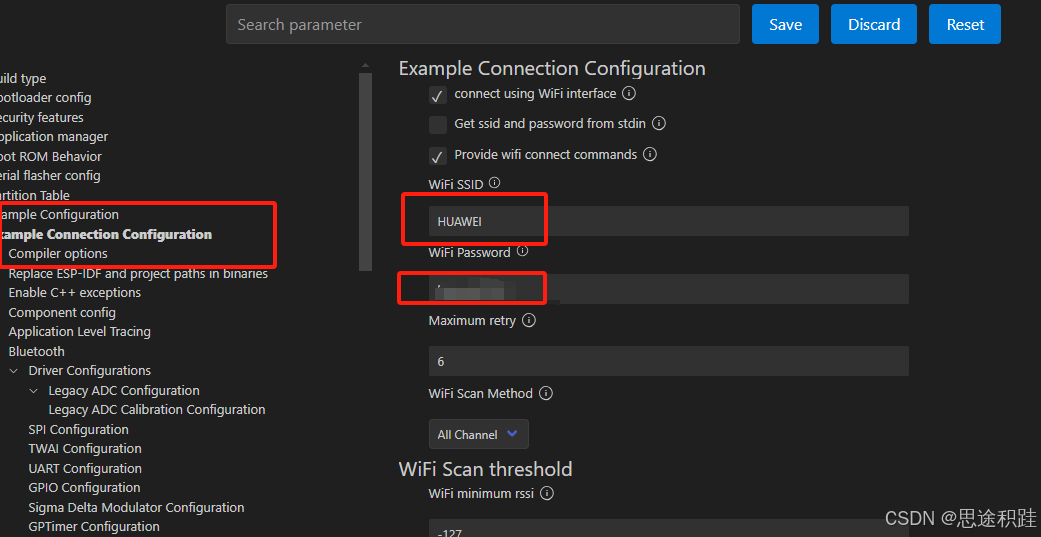 Search parameter
Save
Discard
Reset
uild type
ootloader config
ecurity features
pplication manager
oot ROM Behavior
erial flasher config
artition Table
ample Configuration
xample Connection Configuration
Compiler options
Replace ESP-IDF and project paths in binaries
Enable C++ exceptions
Component config
Application Level Tracing
Bluetooth
Driver Configurations
Legacy ADC Configuration
Legacy ADC Calibration Configuration
SPI Configuration
TWAI Configuration
UART Configuration
GPIO Configuration
Sigma Delta Modulator Configuration
GPTimer Configuration
Example Connection Configuration
connect using WiFi interface
Get ssid and password from stdin
Provide wifi connect commands
WiFi SSID
HUAWEI
WiFi Password
Maximum retry
6
WiFi Scan Method
All Channel
WiFi Scan threshold
WiFi minimum rssi
-127
CSDN @思途积跬